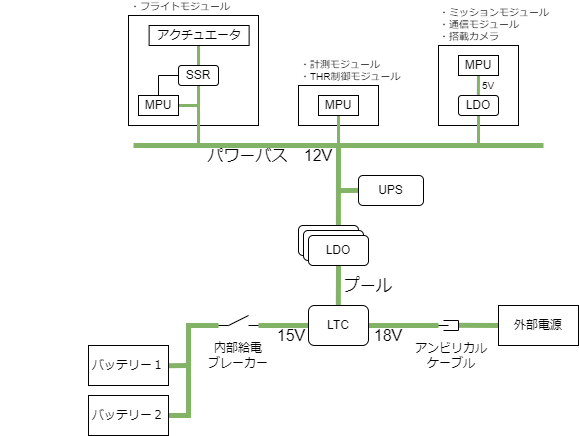 ・フライトモジュール
アクチュエータ
SSR
MPU
・計測モジュール
・THR制御モジュール
MPU
・ミッションモジュール
・通信モジュール
・搭載カメラ
MPU
5V
LDO
パワーバス 12V
UPS
LDO
プール
LTC
15V
18V
内部給電
ブレーカー
アンビリカル
ケーブル
外部電源
バッテリー1
バッテリー2